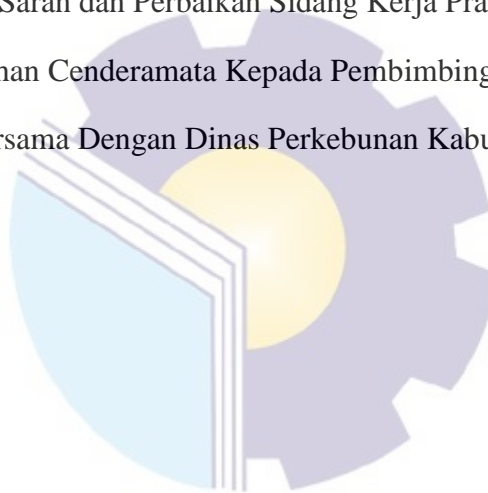 Saran dan Perbaikan Sidang Kerja Pra
nan Cenderamata Kepada Pembimbing
rsama Dengan Dinas Perkebunan Kabu